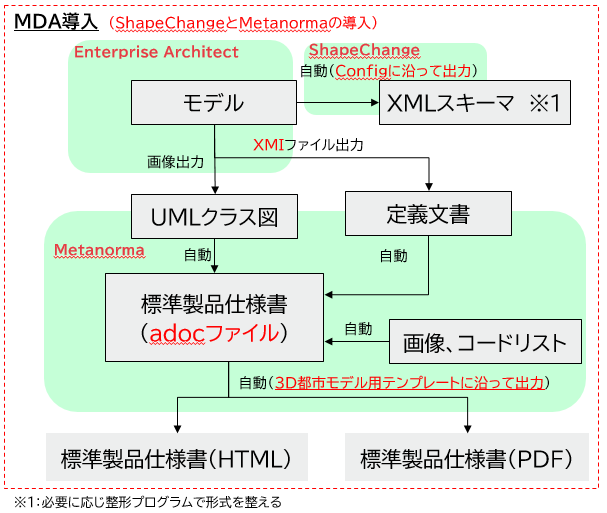 MDA導入（ShapeChangeとMetanormaの導入）
Enterprise Architect
ShapeChange
自動（Configに沿って出力）
モデル
XMLスキーマ ※1
画像出力
XMIファイル出力
UMLクラス図
定義文書
Metanorma
自動
自動
標準製品仕様書
（adocファイル）
自動
画像、コードリスト
自動（3D都市モデル用テンプレートに沿って出力）
標準製品仕様書（HTML）
標準製品仕様書（PDF）
※1：必要に応じ整形プログラムで形式を整える